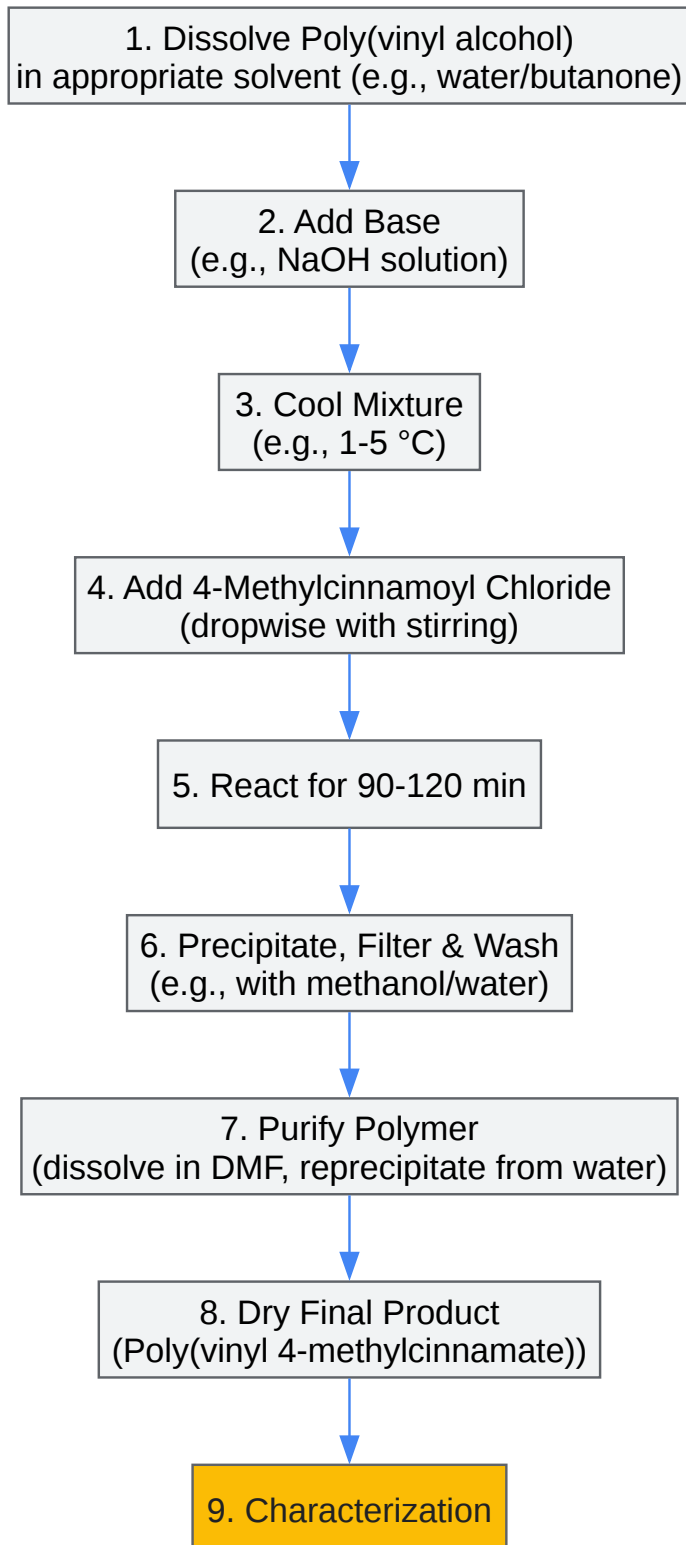 1. Dissolve Poly(vinyl alcohol)
in appropriate solvent (e.g., water/butanone)
2. Add Base
(e.g., NaOH solution)
3. Cool Mixture
(e.g., 1-5 °C)
4. Add 4-Methylcinnamoyl Chloride
(dropwise with stirring)
5. React for 90-120 min
6. Precipitate, Filter & Wash
(e.g., with methanol/water)
7. Purify Polymer
(dissolve in DMF, reprecipitate from water)
8. Dry Final Product
(Poly(vinyl 4-methylcinnamate))
9. Characterization